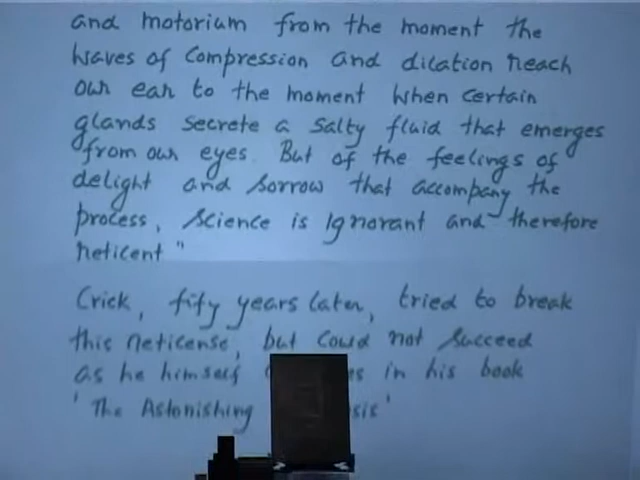 and motorium from the moment the
waves of compression and dilation reach
our ear to the moment when certain
glands secrete a salty fluid that emerges
from our eyes. But of the feelings of
delight and sorrow that accompany the
process, science is ignorant and therefore
reticent"
Crick, fify years later, tried to break
this reticense, but could not succeed
as he himself in his book
'The Astonishing